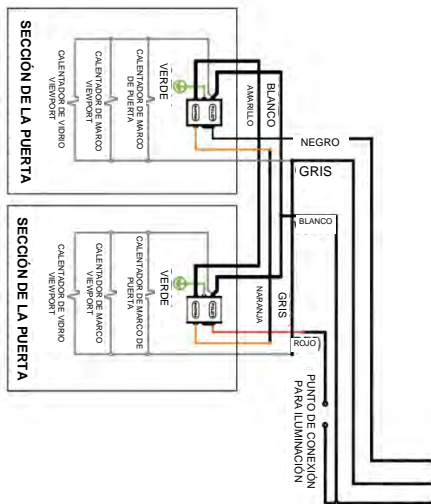 SECCIÓN DE LA PUERTA
CALENTADOR DE VIDRIO
VIEWPORT
CALENTADOR DE MARCO
VIEWPORT
CALENTADOR DE MARCO
DE PUERTA
VERDE
AMARILLO
BLANCO
NEGRO
GRIS
BLANCO
SECCIÓN DE LA PUERTA
CALENTADOR DE VIDRIO
VIEWPORT
CALENTADOR DE MARCO
VIEWPORT
CALENTADOR DE MARCO DE
PUERTA
VERDE
NARANJA
GRIS
ROJO
PUNTO DE CONEXIÓN
PARA ILUMINACIÓN